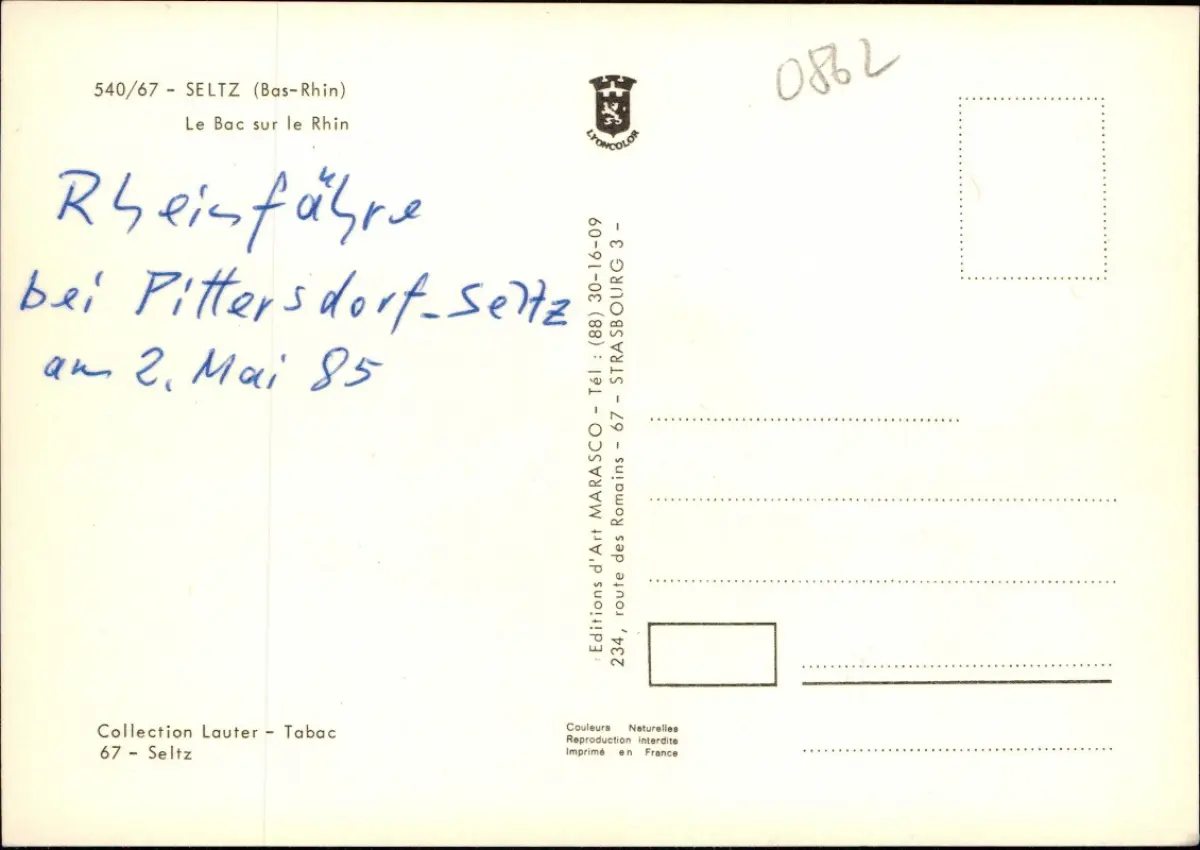 540/67 - SELTZ (Bas-Rhin)
Le Bac sur le Rhin
Rheinfähre
bei Pittersdorf-Seltz
am 2. Mai 85
Collection Lauter - Tabac
67 - Seltz
LYONCOLOR
Editions d'Art MARASCO - Tél : (88) 30-16-09
234, route des Romains - 67 - STRASBOURG 3 -
Couleurs Naturelles
Reproduction interdite
Imprimé en France
0862